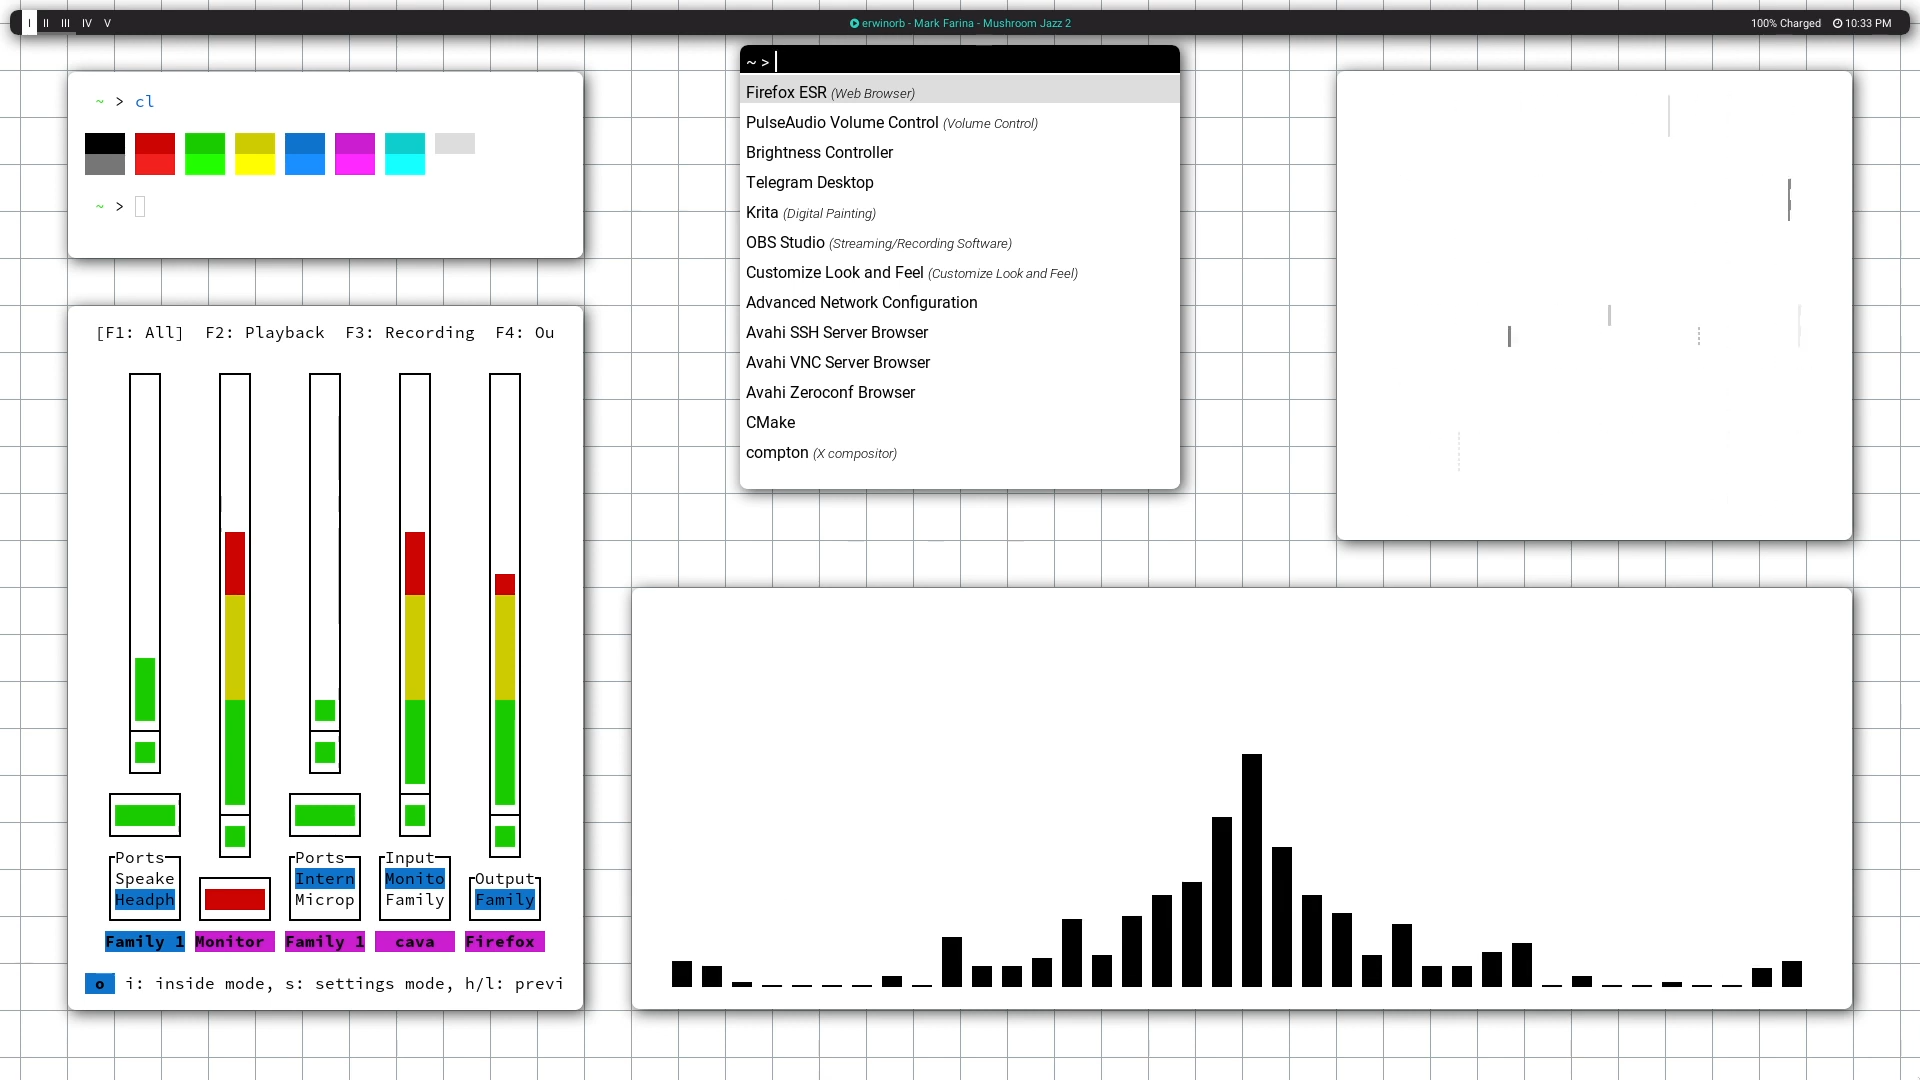 I II III IV V
erwinorb - Mark Farina - Mushroom Jazz 2
100% Charged 10:33 PM
~ > cl
~ >
~ >
Firefox ESR (Web Browser)
PulseAudio Volume Control (Volume Control)
Brightness Controller
Telegram Desktop
Krita (Digital Painting)
OBS Studio (Streaming/Recording Software)
Customize Look and Feel (Customize Look and Feel)
Advanced Network Configuration
Avahi SSH Server Browser
Avahi VNC Server Browser
Avahi Zeroconf Browser
CMake
compton (X compositor)
[F1: All] F2: Playback F3: Recording F4: Ou
Ports Ports Input
Speake Intern Monito Output
Headph Microp Family Family
Family 1 Monitor Family 1 cava Firefox
o i: inside mode, s: settings mode, h/l: previ